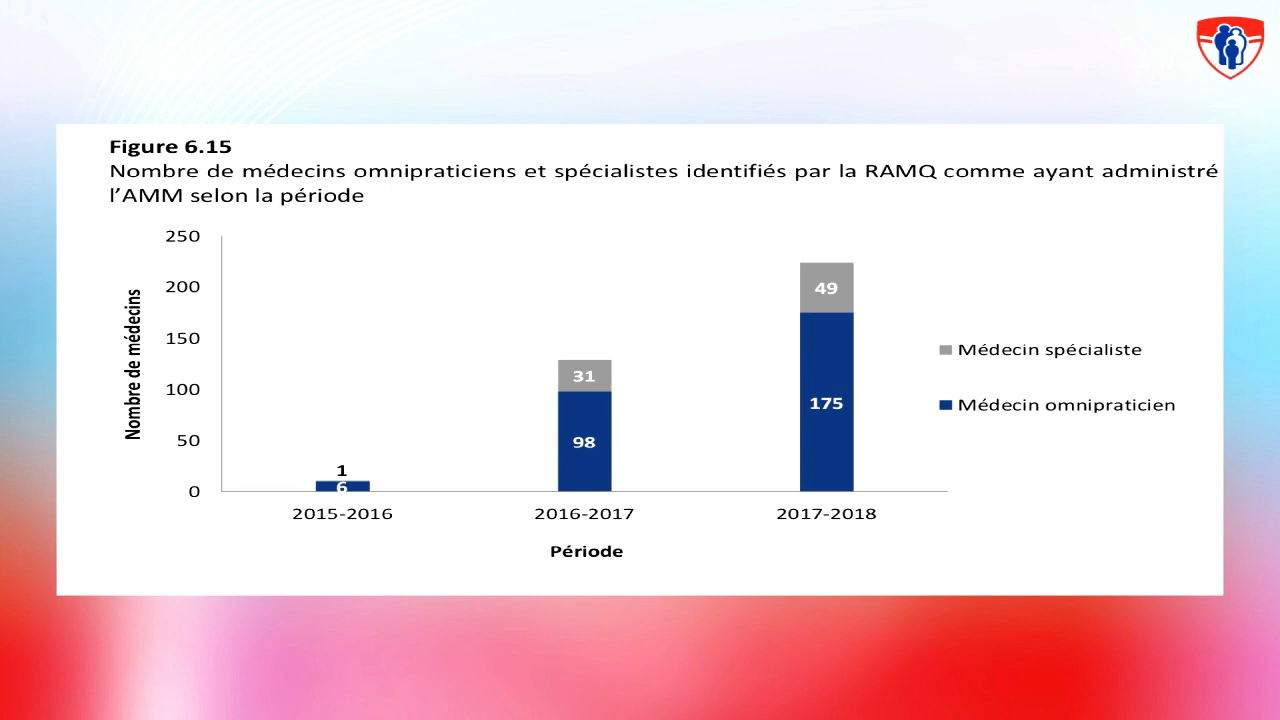 Figure 6.15
Nombre de médecins omnipraticiens et spécialistes identifiés par la RAMQ comme ayant administré
l'AMM selon la période
250
200
150
100
50
0
Nombre de médecins
1
6
31
98
49
175
Médecin spécialiste
Médecin omnipraticien
2015-2016
2016-2017
2017-2018
Période